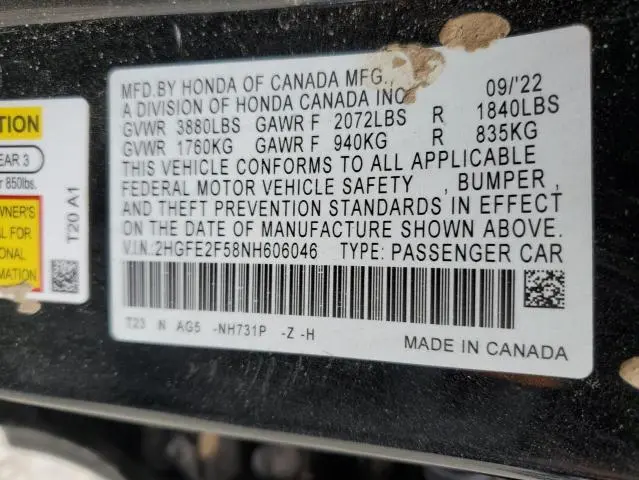 TION
EAR 3
850lbs.
WNER'S
AL FOR
ONAL
MATION
T20 A1
MFD.BY HONDA OF CANADA MFG., 09/'22
A DIVISION OF HONDA CANADA INC
GVWR 3880LBS GAWR F 2072LBS R 1840LBS
GVWR 1760KG GAWR F 940KG R 835KG
THIS VEHICLE CONFORMS TO ALL APPLICABLE
FEDERAL MOTOR VEHICLE SAFETY , BUMPER ,
& THEFT PREVENTION STANDARDS IN EFFECT
ON THE DATE OF MANUFACTURE SHOWN ABOVE.
V.I.N.:2HGFE2F58NH606046 TYPE: PASSENGER CAR
T23 N AG5 -NH731P -Z -H
MADE IN CANADA